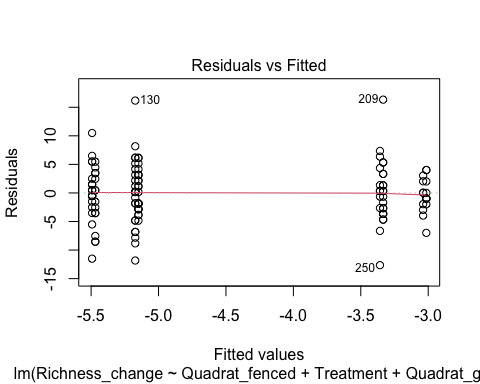 Residuals vs Fitted
130
209
250
Residuals
10
5
0
-5
-15
-5.5 -5.0 -4.5 -4.0 -3.5 -3.0
Fitted values
lm(Richness_change ~ Quadrat_fenced + Treatment + Quadrat_g